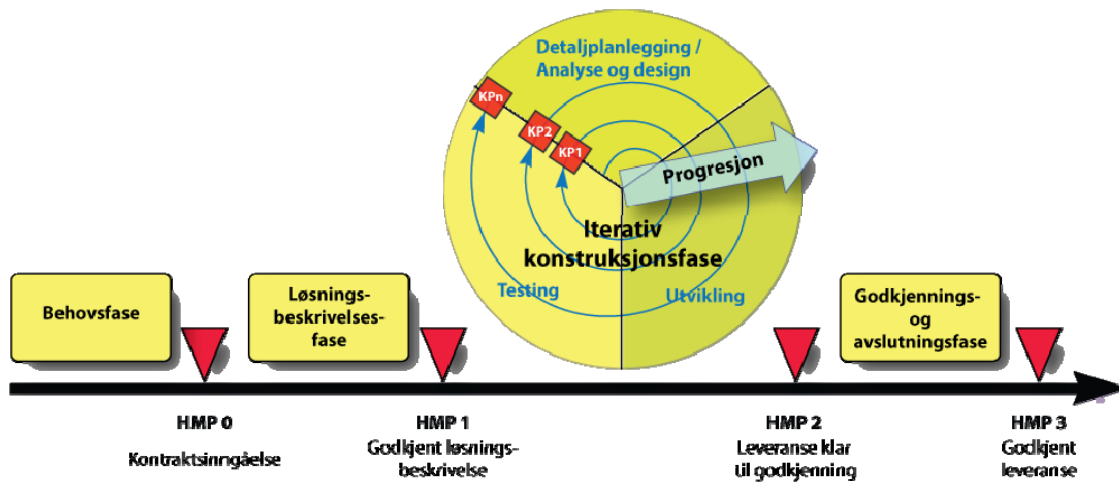 Detaljplanlegging /
Analyse og design
KPn
KP2
KP1
Progresjon
Iterativ
konstruksjonsfase
Testing
Utvikling
Behovsfase
Løsnings-
beskrivelses-
fase
Godkjennings-
og
avslutningsfase
HMP 0
Kontraktsinngåelse
HMP 1
Godkjent løsnings-
beskrivelse
HMP 2
Leveranse klar
til godkjenning
HMP 3
Godkjent
leveranse